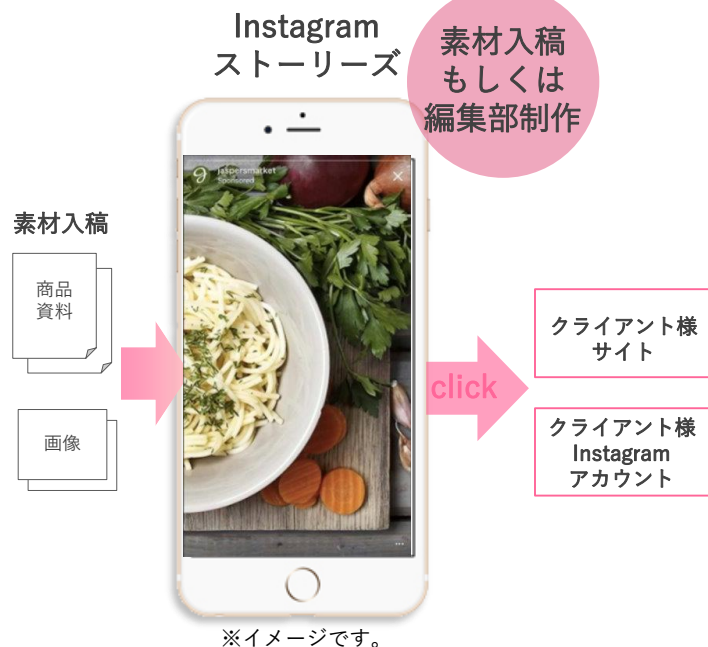 Instagram
ストーリーズ
素材入稿
もしくは
編集部制作
jaspersmarket
Sponsored
素材入稿
商品
資料
画像
click
クライアント様
サイト
クライアント様
Instagram
アカウント
※イメージです。